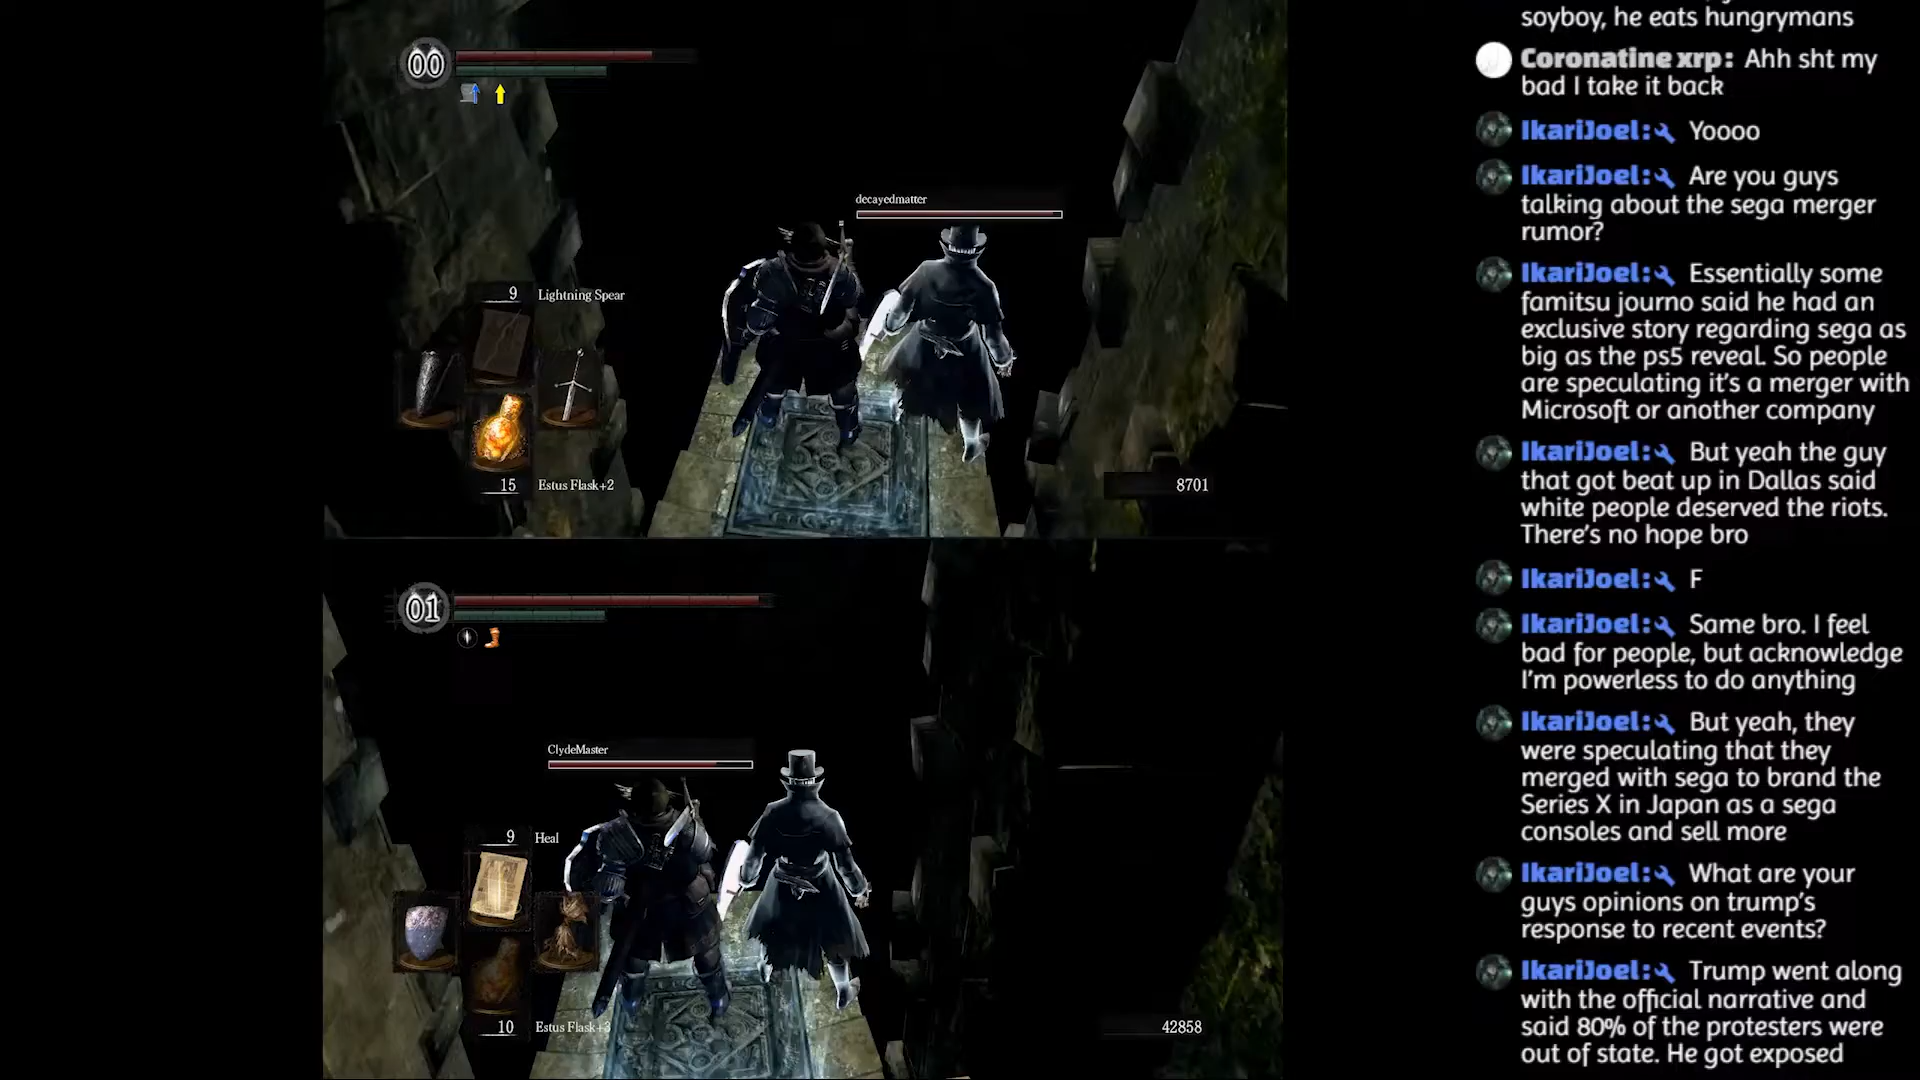 00
decayedmatter
9 Lightning Spear
15 Estus Flask+2
8701
01
ClydeMaster
9 Heal
10 Estus Flask+3
42858
soyboy, he eats hungrymans
Coronatine xrp: Ahh sht my
bad I take it back
IkariJoel: Yoooo
IkariJoel: Are you guys
talking about the sega merger
rumor?
IkariJoel: Essentially some
famitsu journo said he had an
exclusive story regarding sega as
big as the ps5 reveal. So people
are speculating it's a merger with
Microsoft or another company
IkariJoel: But yeah the guy
that got beat up in Dallas said
white people deserved the riots.
There's no hope bro
IkariJoel: F
IkariJoel: Same bro. I feel
bad for people, but acknowledge
I'm powerless to do anything
IkariJoel: But yeah, they
were speculating that they
merged with sega to brand the
Series X in Japan as a sega
consoles and sell more
IkariJoel: What are your
guys opinions on trump's
response to recent events?
IkariJoel: Trump went along
with the official narrative and
said 80% of the protesters were
out of state. He got exposed